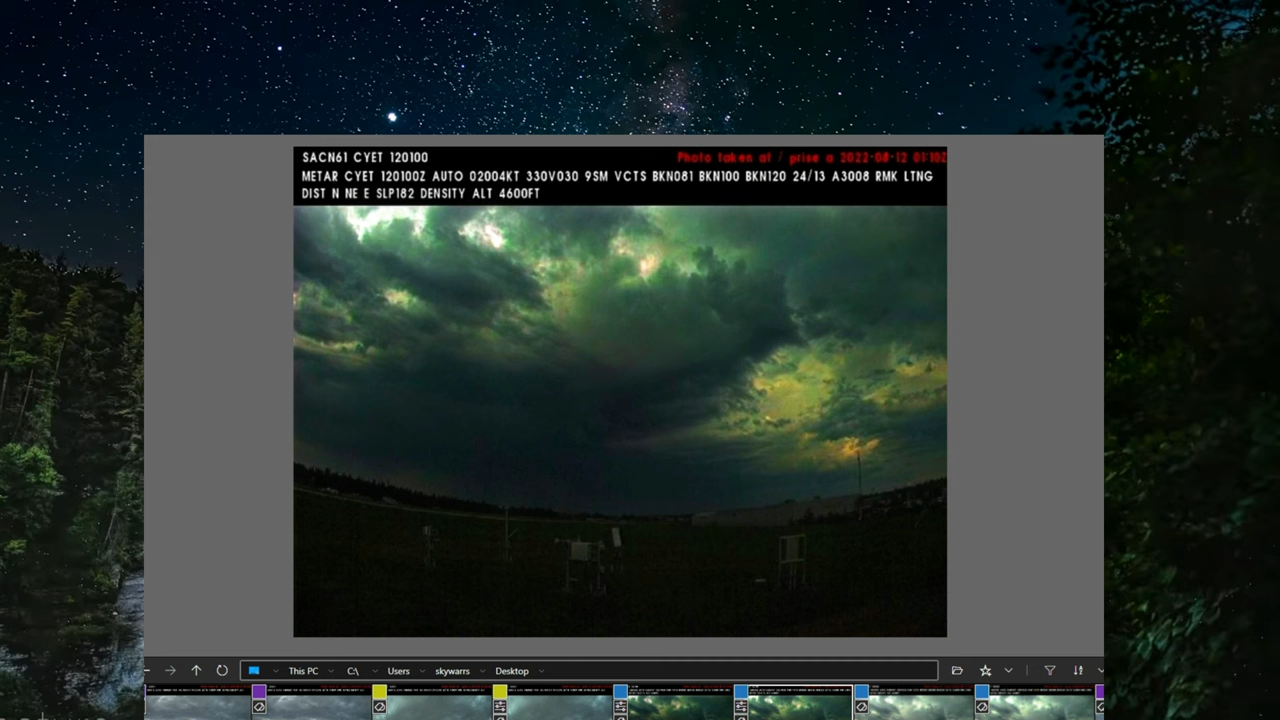 SACN61 CYET 120100
Photo taken at / prise a 2022-08-12 01:10Z
METAR CYET 120100Z AUTO 02004KT 330V030 9SM VCTS BKN081 BKN100 BKN120 24/13 A3008 RMK LTNG
DIST N NE E SLP182 DENSITY ALT 4600FT
This PC C:\ Users skywarrs Desktop